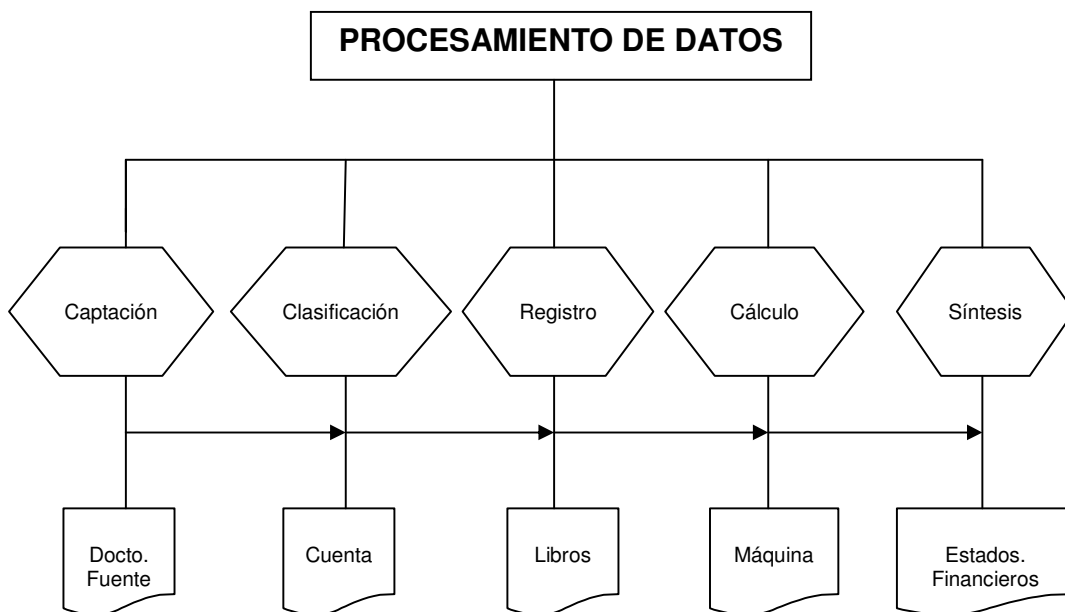 PROCESAMIENTO DE DATOS
Captación
Clasificación
Registro
Cálculo
Síntesis
Docto.
Fuente
Cuenta
Libros
Máquina
Estados.
Financieros